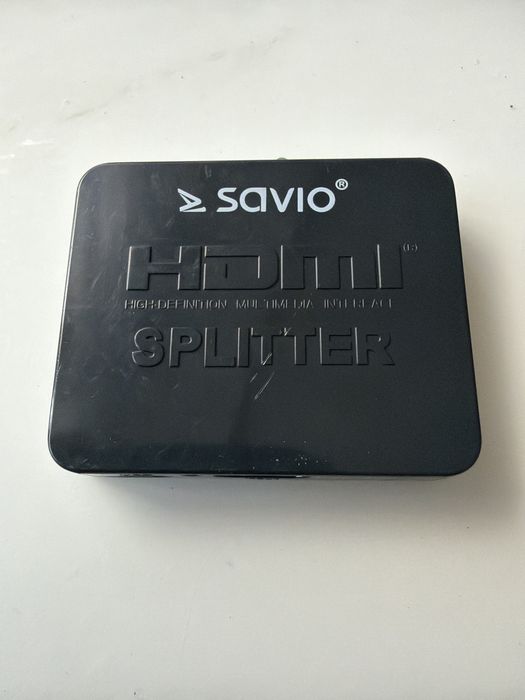 SAVIO®
HDMI®
HIGH-DEFINITION MULTIMEDIA INTERFACE
SPLITTER